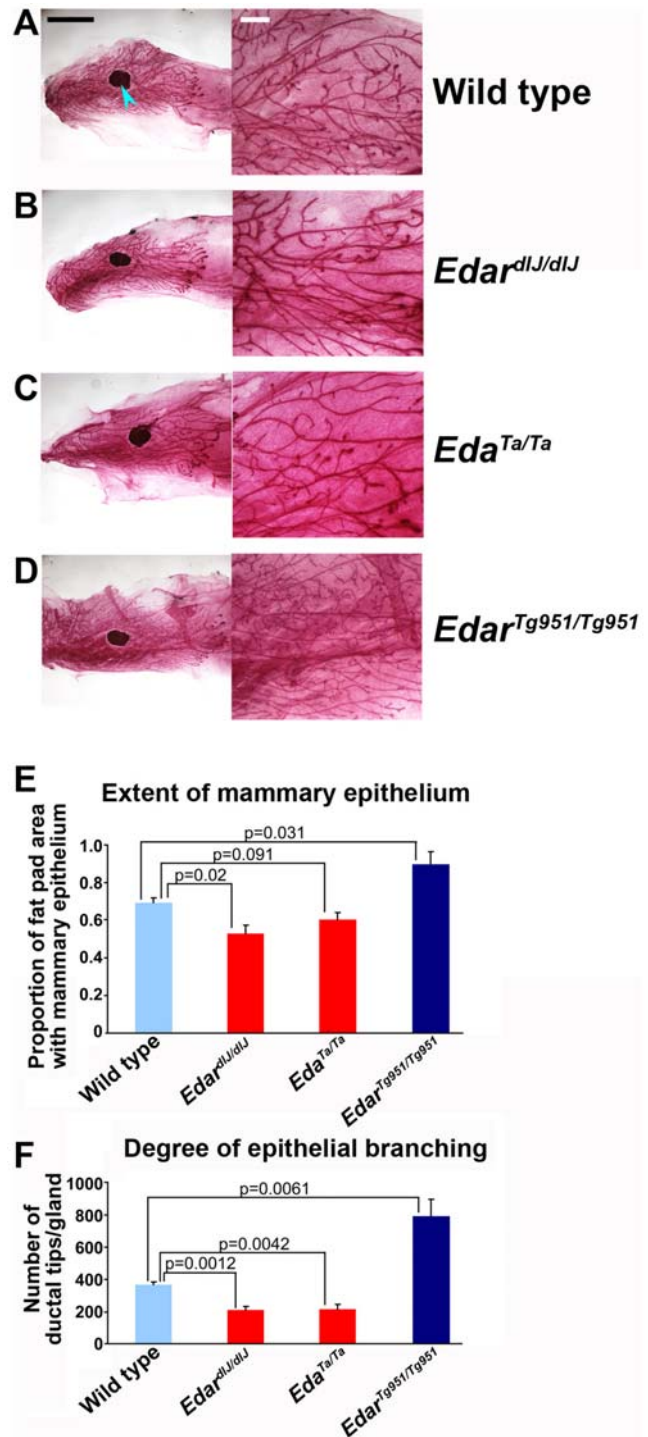 A
Wild type
B
Edar^dlJ/dlJ
C
Eda^Ta/Ta
D
Edar^Tg951/Tg951
E
Extent of mammary epithelium
Proportion of fat pad area
with mammary epithelium
1.0
0.8
0.6
0.4
0.2
0
p=0.031
p=0.091
p=0.02
Wild type
Edar^dlJ/dlJ
Eda^Ta/Ta
Edar^Tg951/Tg951
F
Degree of epithelial branching
Number of
ductal tips/gland
1000
800
600
400
200
0
p=0.0061
p=0.0042
p=0.0012
Wild type
Edar^dlJ/dlJ
Eda^Ta/Ta
Edar^Tg951/Tg951